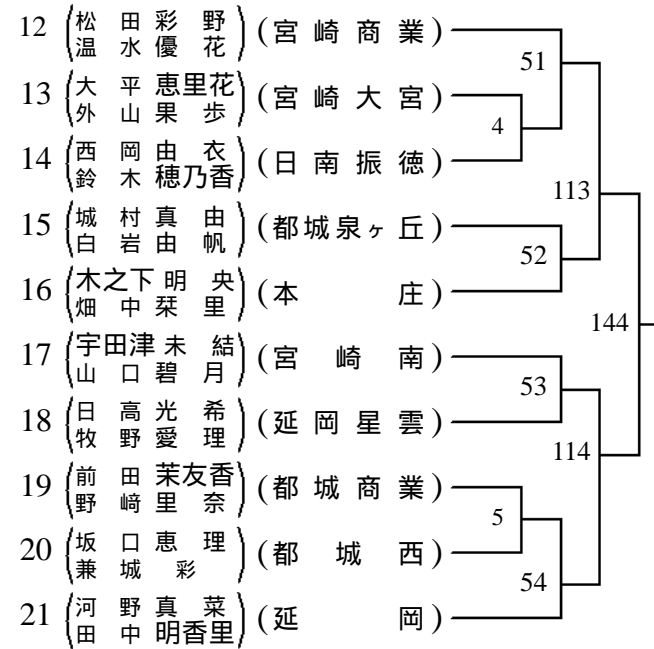 12 (松 田 彩 野 (宮 崎 商 業)
温 水 優 花)
51
13 (大 平 恵里花 (宮 崎 大 宮)
外 山 果 歩)
4
14 (西 岡 由 衣 (日 南 振 徳)
鈴 木 穂乃香)
113
15 (城 村 真 由 (都城泉ヶ丘)
白 岩 由 帆)
52
16 (木之下 明 央 (本 庄)
畑 中 栞 里)
144
17 (宇田津 未 結 (宮 崎 南)
山 口 碧 月)
53
18 (日 高 光 希 (延 岡 星 雲)
牧 野 愛 理)
114
19 (前 田 茉友香 (都 城 商 業)
野 﨑 里 奈)
5
20 (坂 口 恵 理 (都 城 西)
兼 城 彩)
54
21 (河 野 真 菜 (延 岡)
田 中 明香里)